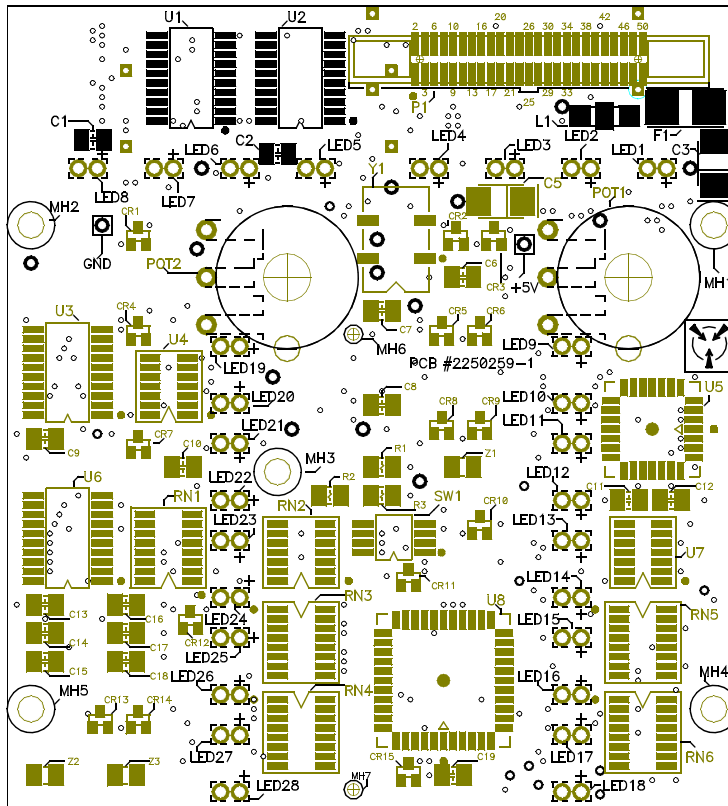 U1 U2
2 6 10 16 20 26 30 34 38 42 46 50
3 9 13 17 21 25 29 33
P1
L1 F1
C1 C2 C3
LED6 LED5 LED4 LED3 LED2 LED1
LED8 LED7 Y1 C5 POT1
MH2 CR1 CR2 CR3 MH1
GND POT2 C6 +5V
U3 CR4 U4 C7 CR5 CR6
MH6 LED9
LED19 PCB #2250259-1
LED20 C8 LED10 U5
LED21 CR8 CR9 LED11
C9 CR7 C10 MH3 R1 Z1
U6 RN1 LED22 R2 LED12 C11 C12
LED23 RN2 R3 SW1 CR10 LED13
U7
CR11 LED14
C13 C16 LED24 RN3 U8 RN5
C14 C17 CR12 LED25 LED15
C15 C18
MH5 LED26 RN4 LED16 MH4
CR13 CR14
LED27 LED17 RN6
Z2 Z3 CR15 C19
LED28 MH7 LED18